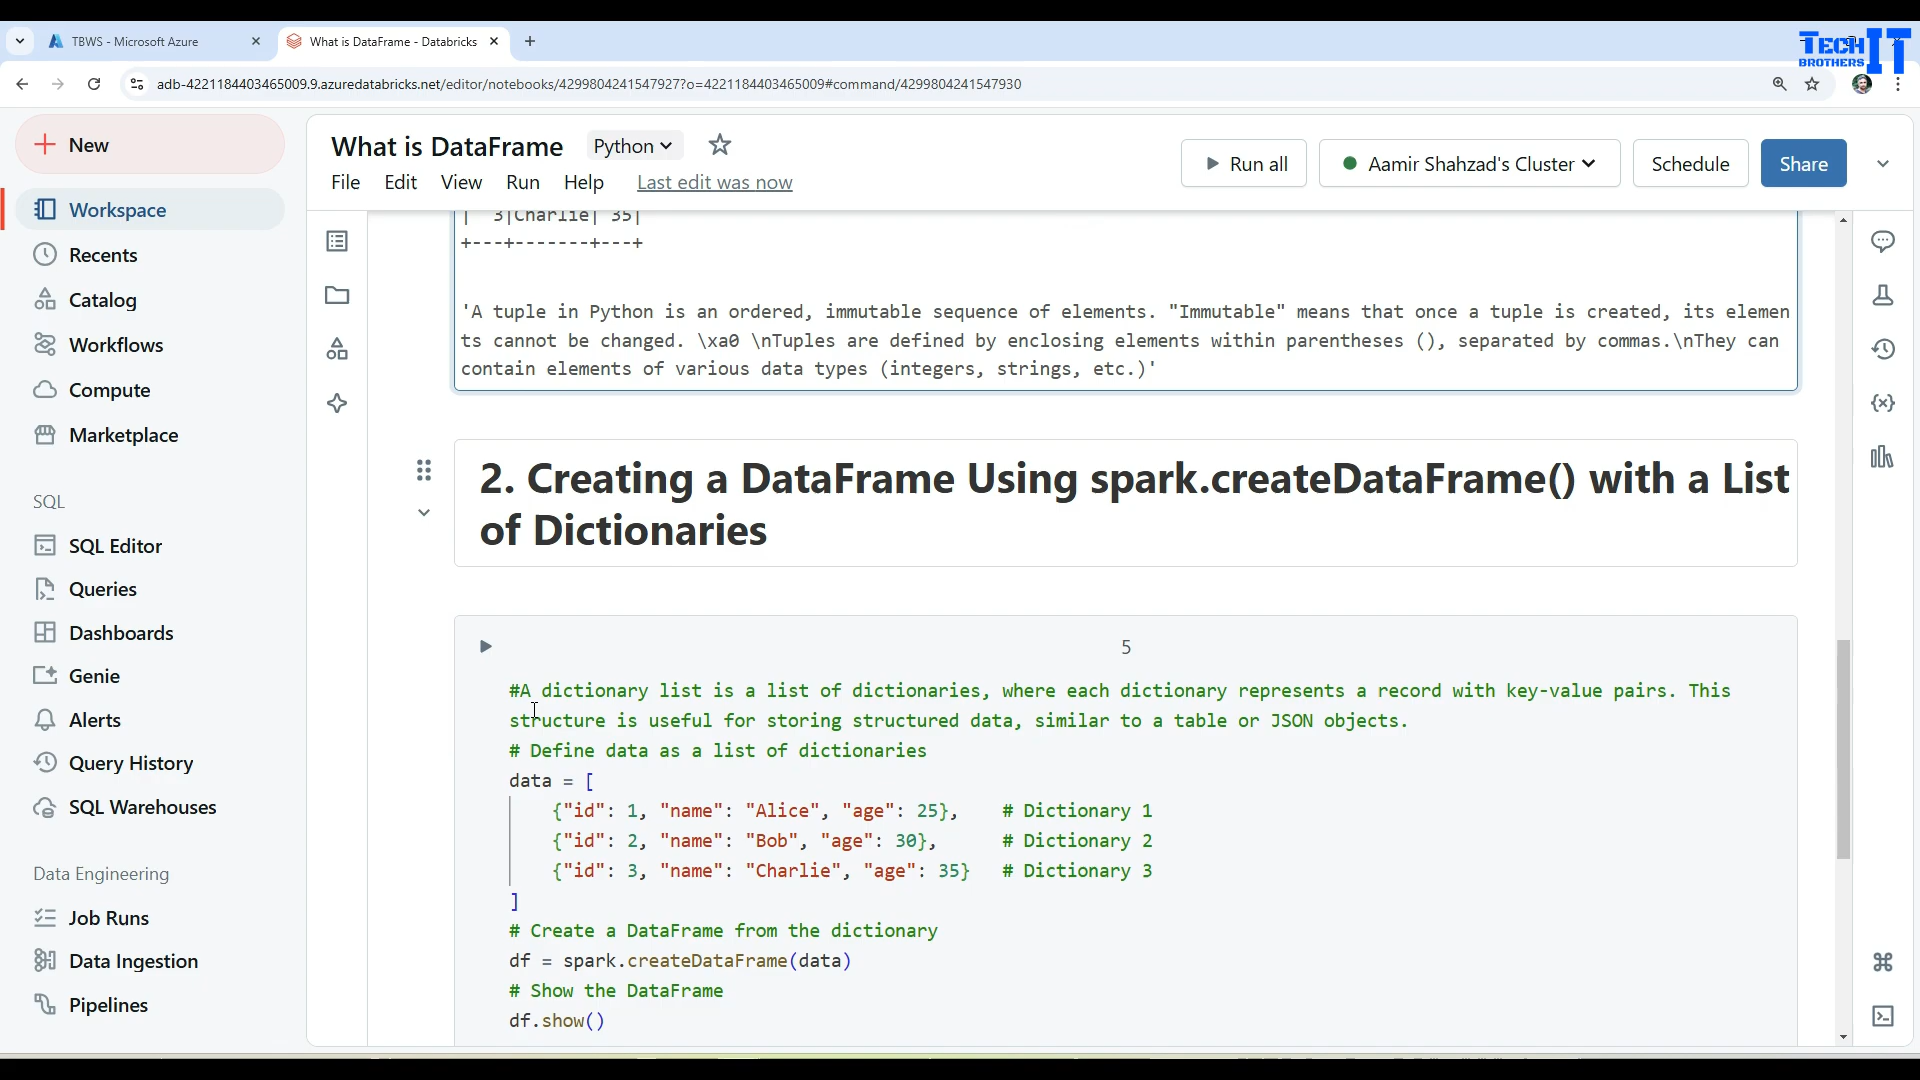 TBWS - Microsoft Azure
What is DataFrame - Databricks
TECH IT
BROTHERS
adb-4221184403465009.9.azuredatabricks.net/editor/notebooks/4299804241547927?o=4221184403465009#command/4299804241547930
New
What is DataFrame
Python
File Edit View Run Help Last edit was now
Run all
Aamir Shahzad's Cluster
Schedule
Share
Workspace
Recents
Catalog
Workflows
Compute
Marketplace
SQL
SQL Editor
Queries
Dashboards
Genie
Alerts
Query History
SQL Warehouses
Data Engineering
Job Runs
Data Ingestion
Pipelines
|  3|Charlie| 35|
+---+-------+---+
'A tuple in Python is an ordered, immutable sequence of elements. "Immutable" means that once a tuple is created, its elemen
ts cannot be changed. \xa0 \nTuples are defined by enclosing elements within parentheses (), separated by commas.\nThey can
contain elements of various data types (integers, strings, etc.)'
2. Creating a DataFrame Using spark.createDataFrame() with a List
of Dictionaries
5
#A dictionary list is a list of dictionaries, where each dictionary represents a record with key-value pairs. This
structure is useful for storing structured data, similar to a table or JSON objects.
# Define data as a list of dictionaries
data = [
{"id": 1, "name": "Alice", "age": 25},    # Dictionary 1
{"id": 2, "name": "Bob", "age": 30},      # Dictionary 2
{"id": 3, "name": "Charlie", "age": 35}   # Dictionary 3
]
# Create a DataFrame from the dictionary
df = spark.createDataFrame(data)
# Show the DataFrame
df.show()